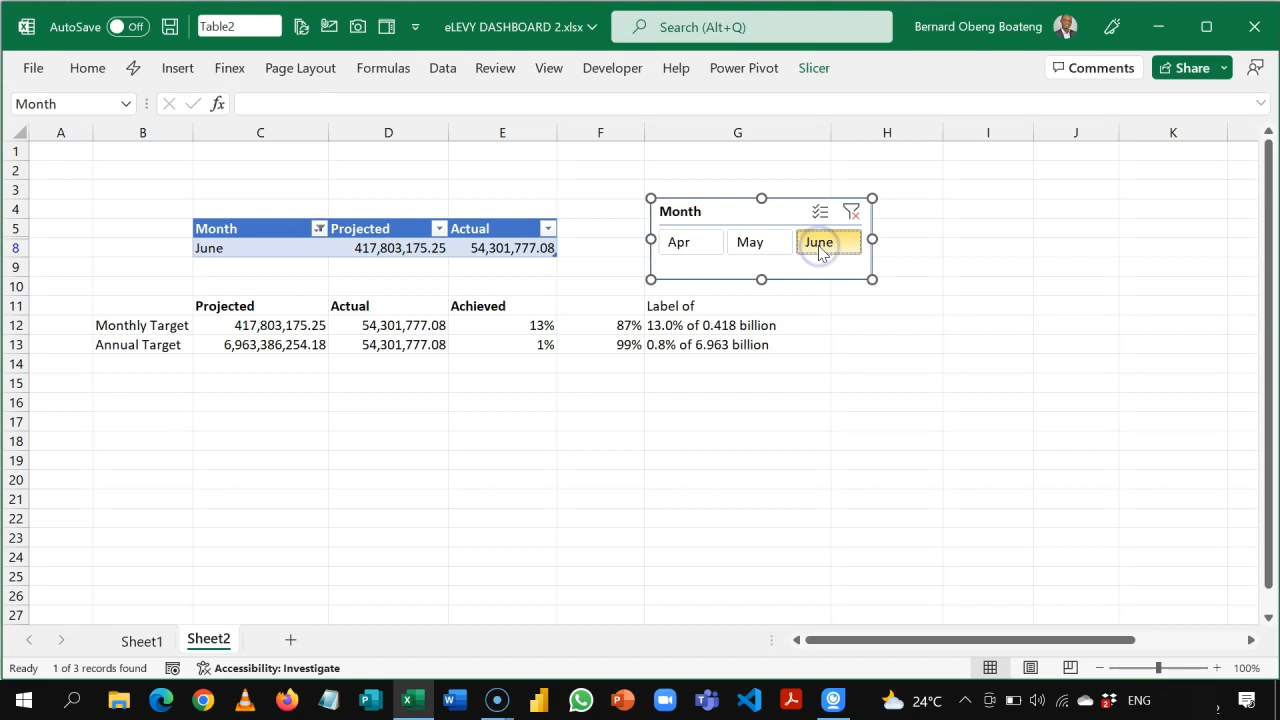 AutoSave Off Table2 eLEVY DASHBOARD 2.xlsx Search (Alt+Q) Bernard Obeng Boateng
File Home Insert Finex Page Layout Formulas Data Review View Developer Help Power Pivot Slicer Comments Share
Month fx
A B C D E F G H I J K
1
2
3
4 Month
5 Month Projected Actual Apr May June
8 June 417,803,175.25 54,301,777.08
9
10
11 Projected Actual Achieved Label of
12 Monthly Target 417,803,175.25 54,301,777.08 13% 87% 13.0% of 0.418 billion
13 Annual Target 6,963,386,254.18 54,301,777.08 1% 99% 0.8% of 6.963 billion
14
15
16
17
18
19
20
21
22
23
24
25
26
27
Sheet1 Sheet2
Ready 1 of 3 records found Accessibility: Investigate 100%
24°C ENG